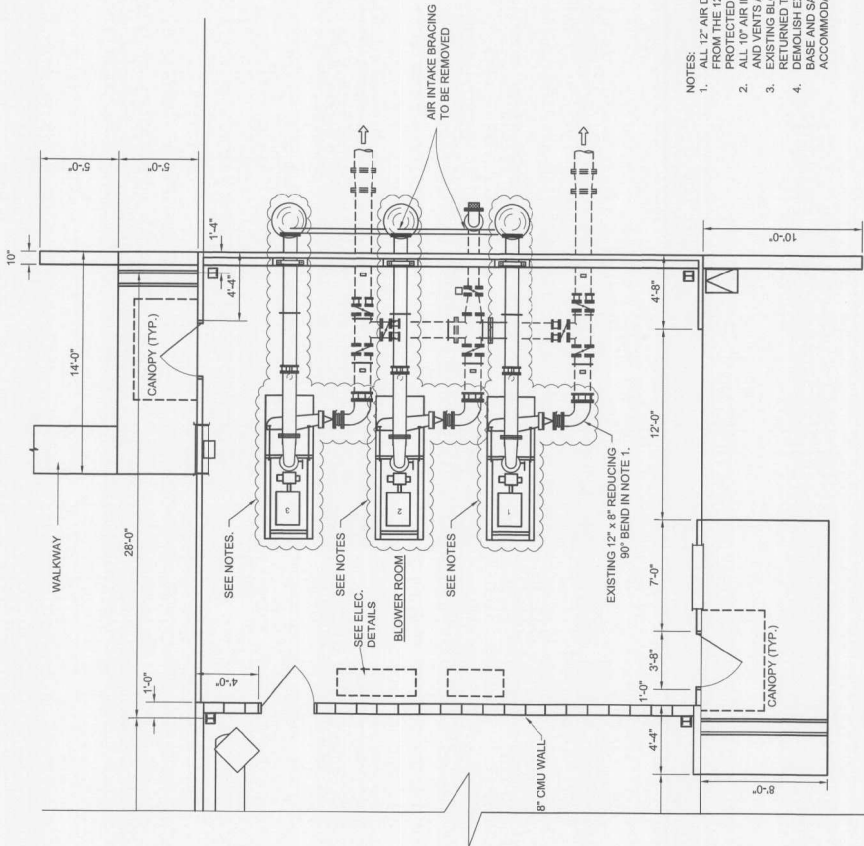 10"
5'-0"
5'-0"
1'-4"
4'-4"
14'-0"
CANOPY (TYP.)
WALKWAY
28'-0"
1'-0"
4'-0"
AIR INTAKE BRACING
TO BE REMOVED
SEE NOTES.
3
SEE NOTES
2
BLOWER ROOM
SEE NOTES
1
SEE ELEC.
DETAILS
EXISTING 12" x 8" REDUCING
90° BEND IN NOTE 1.
8" CMU WALL
10'-0"
4'-8"
12'-0"
7'-0"
3'-8"
1'-0"
4'-4"
CANOPY (TYP.)
8'-0"
NOTES:
1. ALL 12" AIR D
FROM THE 12
PROTECTED
2. ALL 10" AIR I
AND VENTS A
3. EXISTING BLO
RETURNED T
4. DEMOLISH EX
BASE AND SA
ACCOMMODA